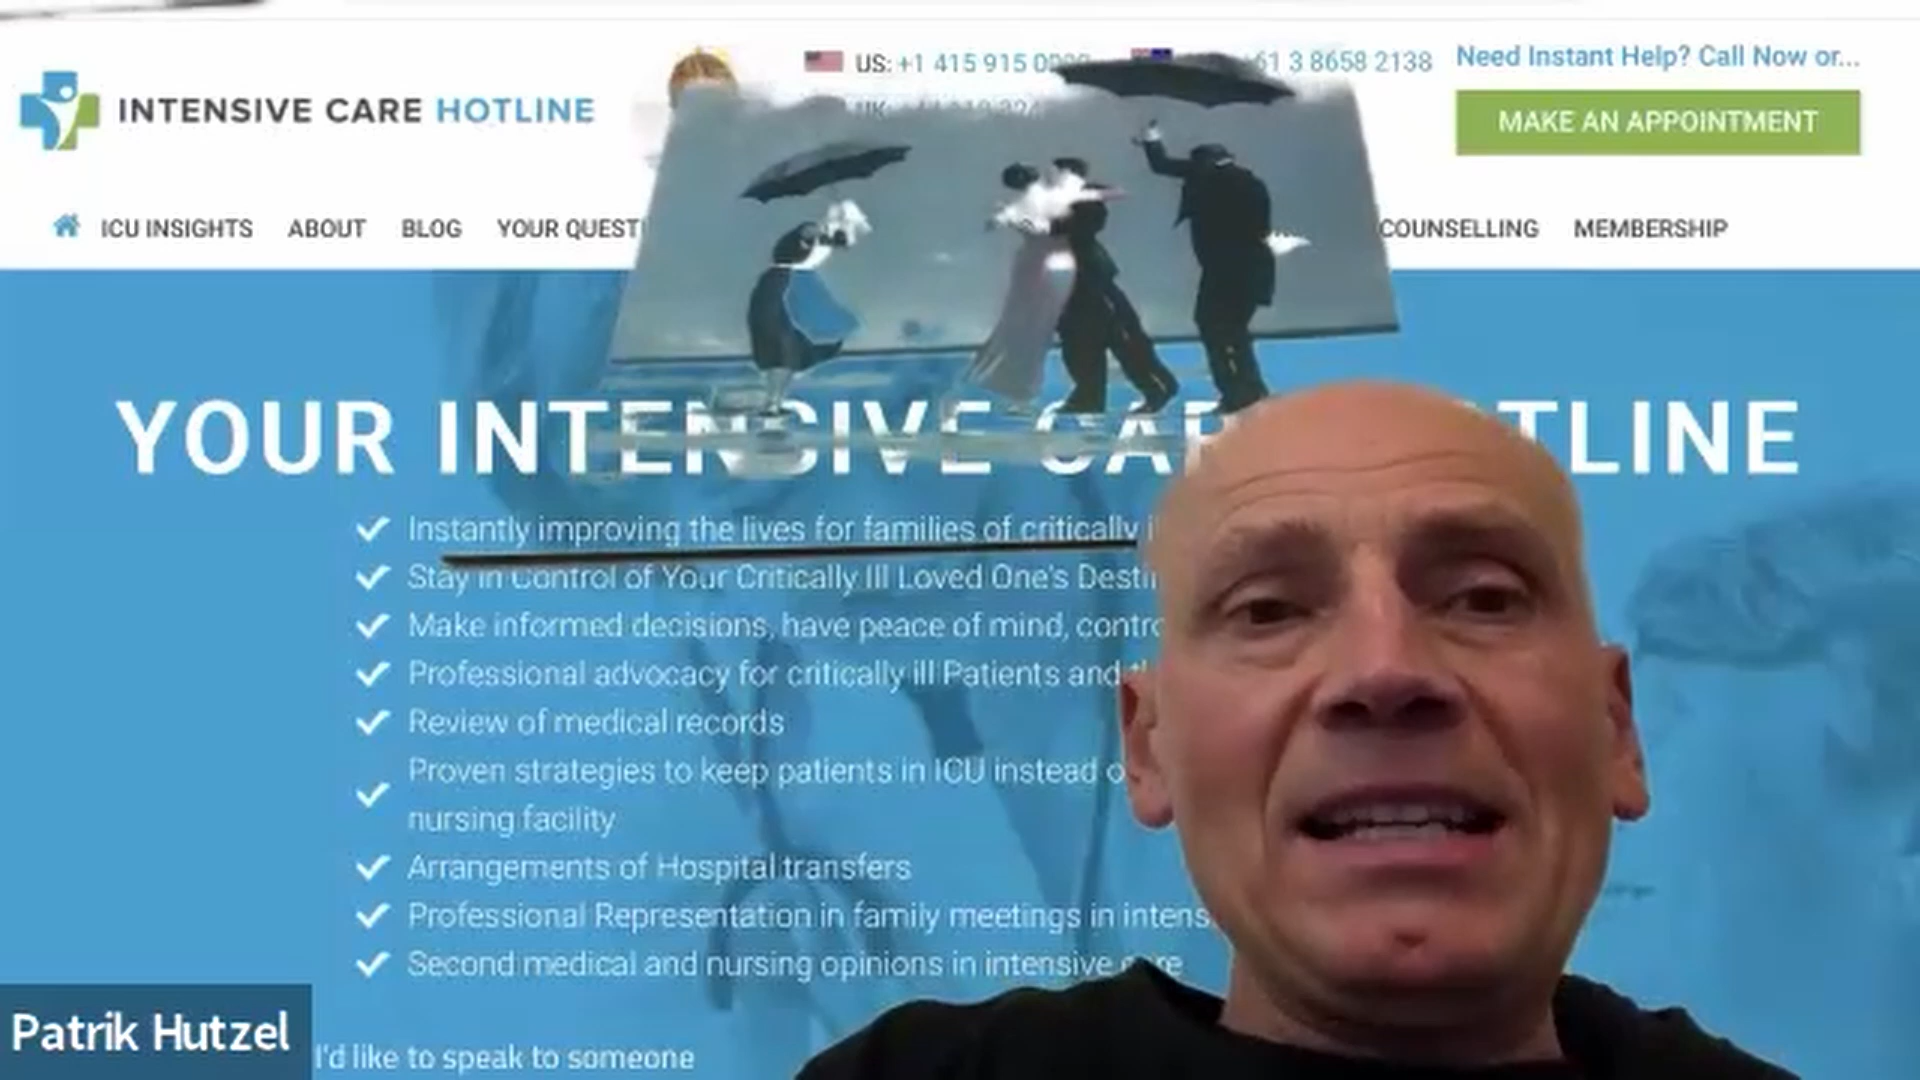 INTENSIVE CARE HOTLINE
US: +1 415 915
61 3 8658 2138
Need Instant Help? Call Now or...
MAKE AN APPOINTMENT
ICU INSIGHTS ABOUT BLOG YOUR COUNSELLING MEMBERSHIP
YOUR INTENSIVE
Instantly improving the lives for families of critically
Stay in Control of Your Critically Ill Loved One's
Make informed decisions, have peace of mind,
Professional advocacy for critically ill Patients and
Review of medical records
Proven strategies to keep patients in ICU instead
nursing facility
Arrangements of Hospital transfers
Professional Representation in family meetings in
Second medical and nursing opinions in intensive care
Patrik Hutzel
I'd like to speak to someone